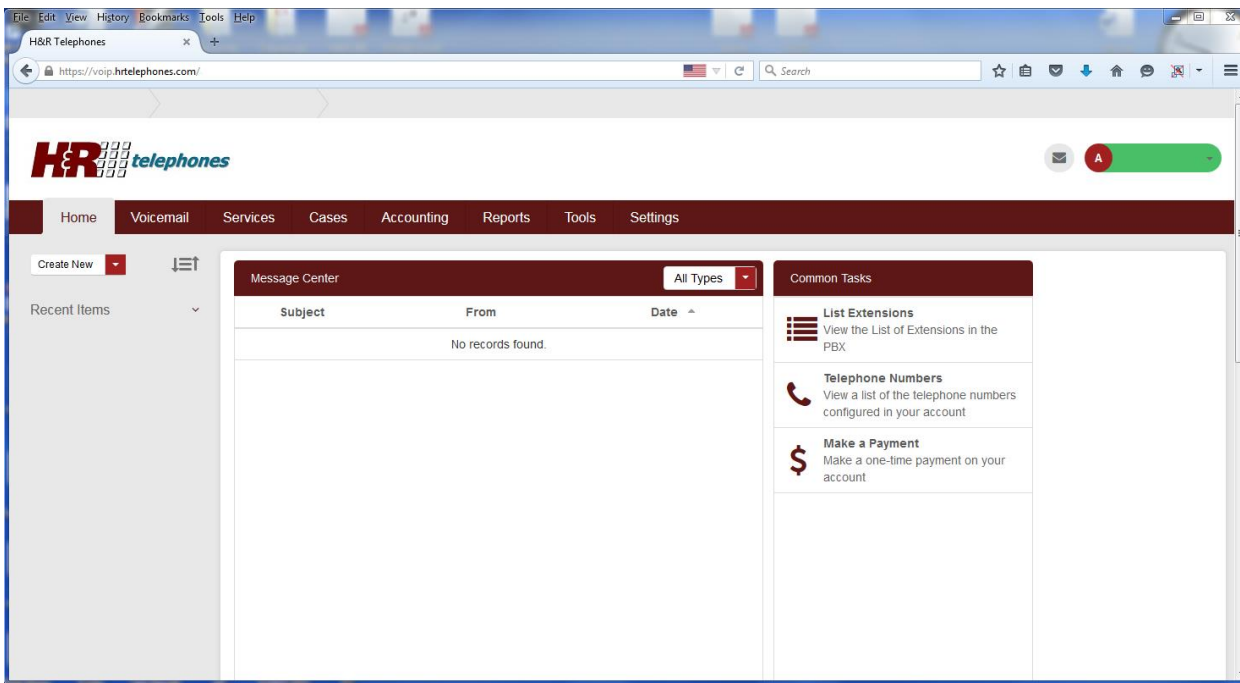 File Edit View History Bookmarks Tools Help
H&R Telephones
https://voip.hrtelephones.com/
Search
H&R telephones
A
Home Voicemail Services Cases Accounting Reports Tools Settings
Create New
Recent Items
Message Center
All Types
Subject From Date
No records found.
Common Tasks
List Extensions
View the List of Extensions in the
PBX
Telephone Numbers
View a list of the telephone numbers
configured in your account
Make a Payment
Make a one-time payment on your
account